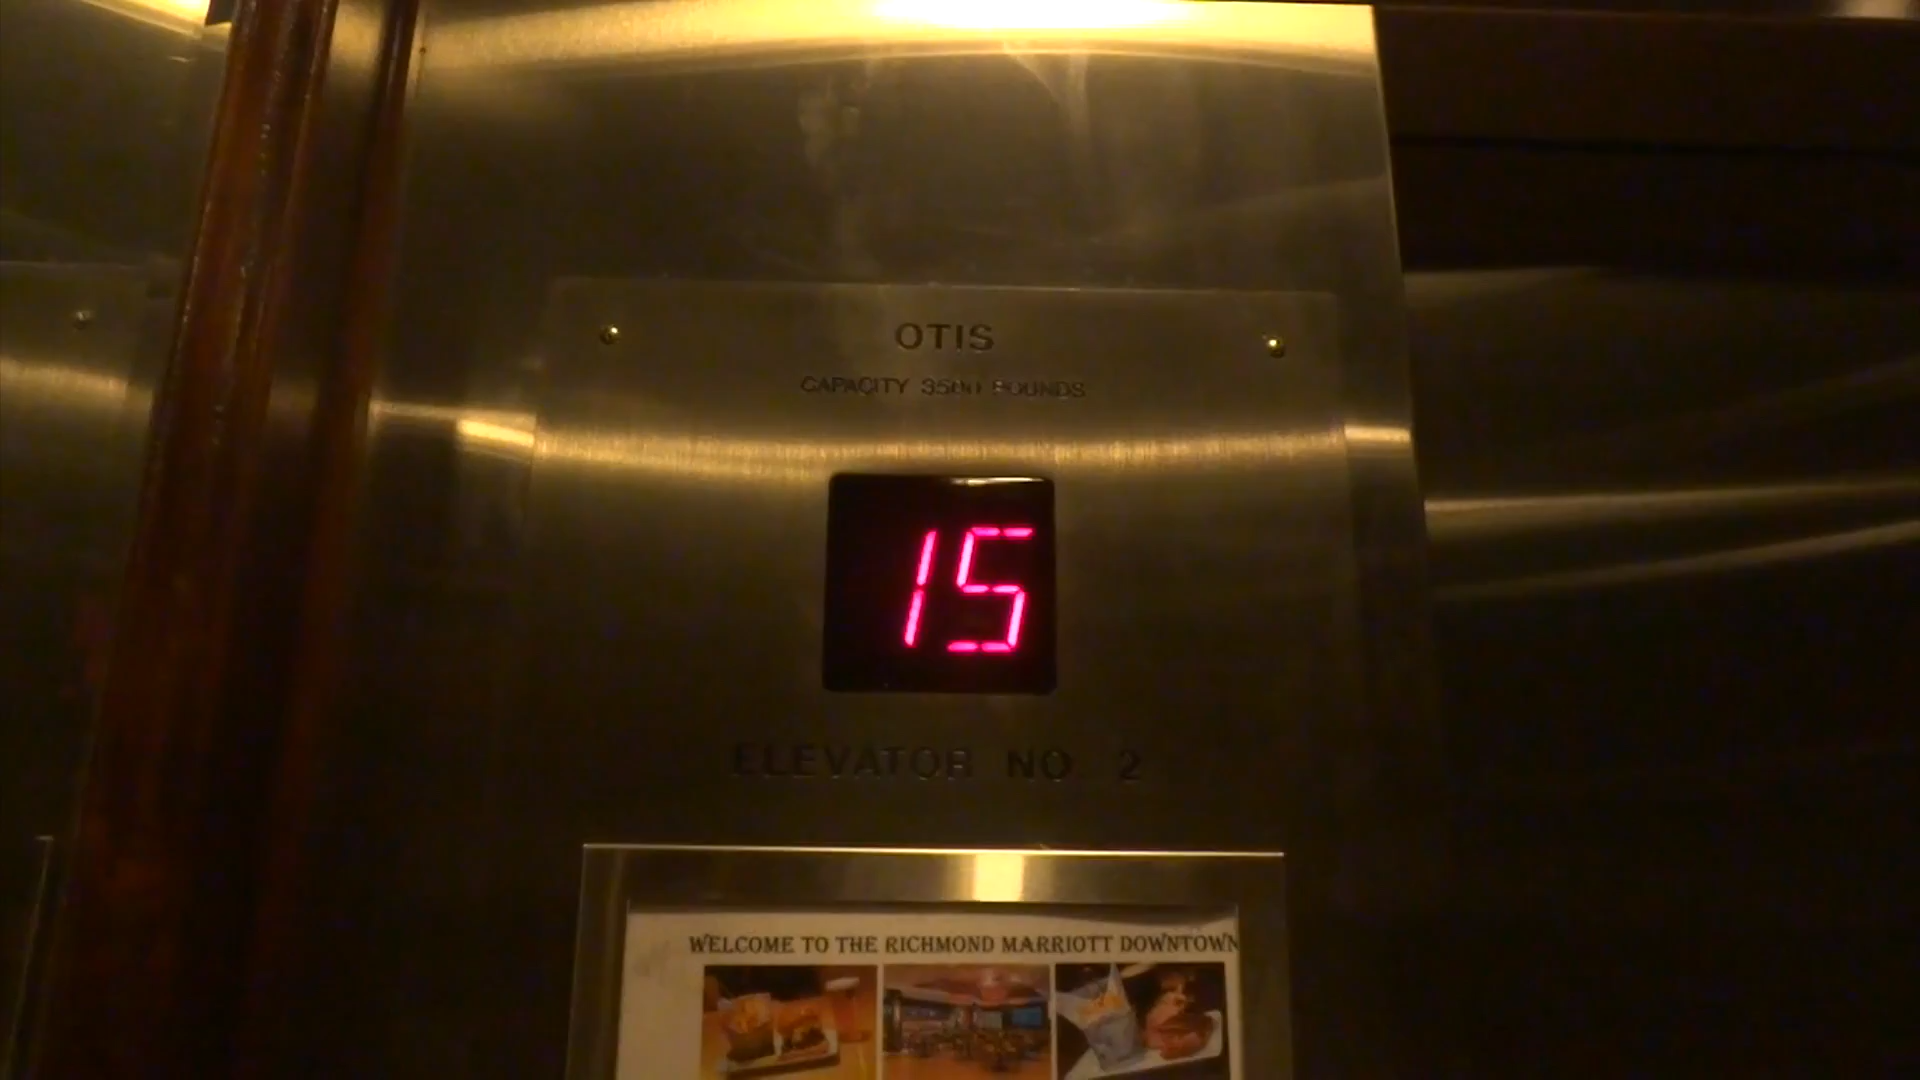 OTIS
CAPACITY 3500 POUNDS
15
ELEVATOR NO. 2
WELCOME TO THE RICHMOND MARRIOTT DOWNTOWN